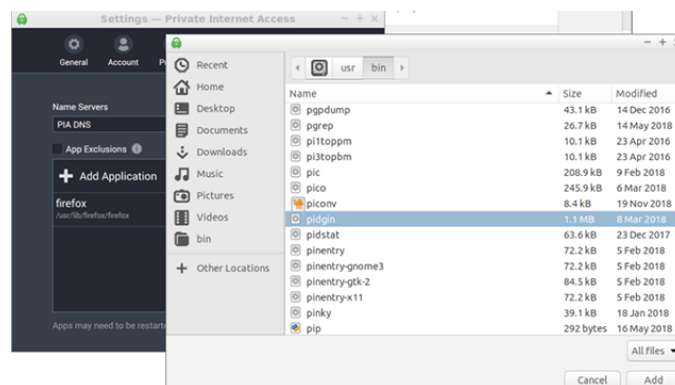 Settings — Private Internet Access
General
Account
Name Servers
PIA DNS
App Exclusions
Add Application
firefox
/usr/lib/firefox/firefox
Apps may need to be restarte
Recent
Home
Desktop
Documents
Downloads
Music
Pictures
Videos
bin
Other Locations
usr bin
Name Size Modified
pgpdump 43.1 kB 14 Dec 2016
pgrep 26.7 kB 14 May 2018
pi1toppm 10.1 kB 23 Apr 2016
pi3topbm 10.1 kB 23 Apr 2016
pic 208.9 kB 9 Feb 2018
pico 245.9 kB 6 Mar 2018
piconv 8.4 kB 19 Nov 2018
pidgin 1.1 MB 8 Mar 2018
pidstat 63.6 kB 23 Dec 2017
pinentry 72.2 kB 5 Feb 2018
pinentry-gnome3 72.2 kB 5 Feb 2018
pinentry-gtk-2 84.5 kB 5 Feb 2018
pinentry-x11 72.2 kB 5 Feb 2018
pinky 39.1 kB 18 Jan 2018
pip 292 bytes 16 May 2018
All files
Cancel Add